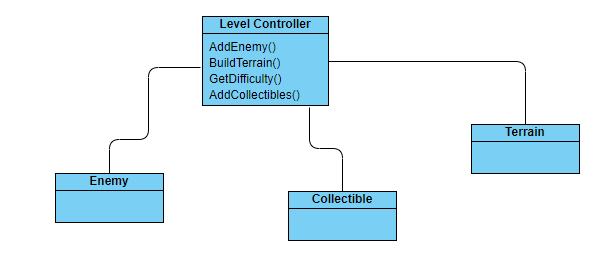 Level Controller
AddEnemy()
BuildTerrain()
GetDifficulty()
AddCollectibles()
Terrain
Enemy
Collectible